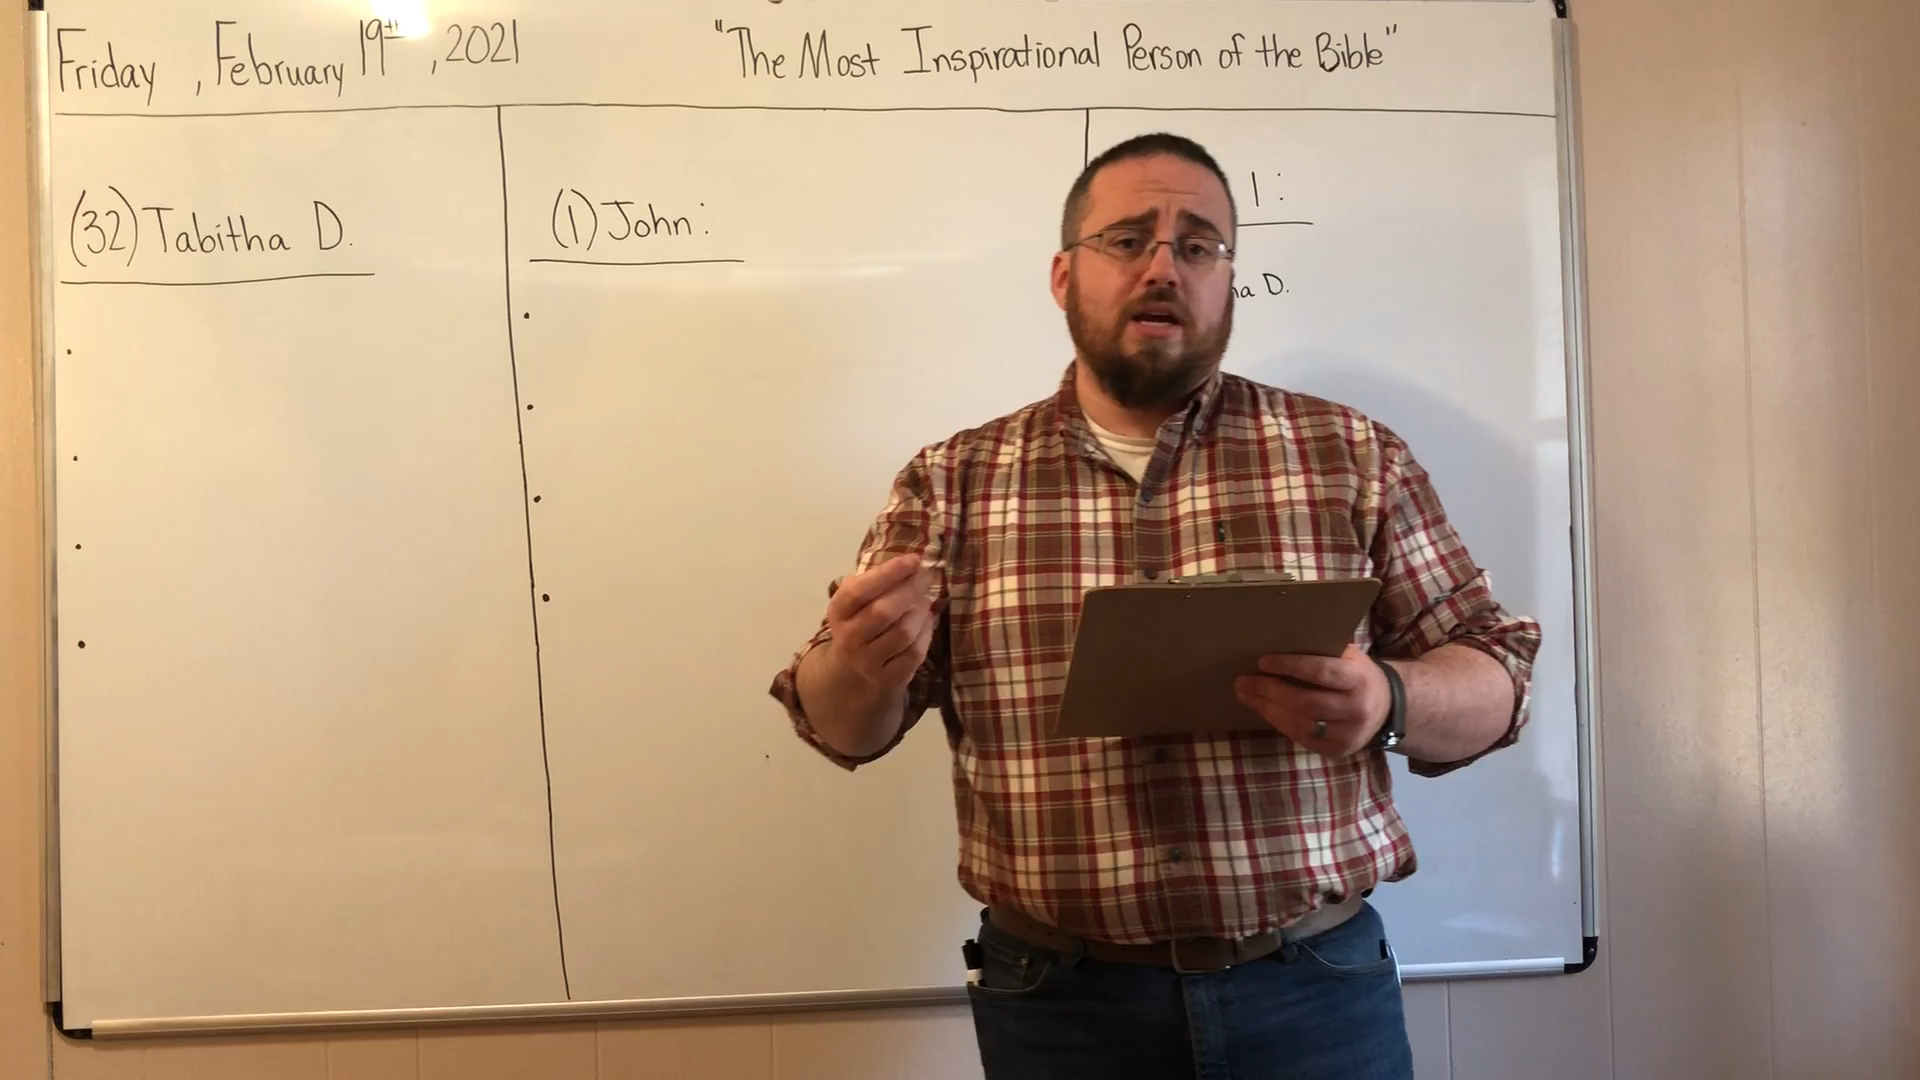 Friday, February 19th, 2021
"The Most Inspirational Person of the Bible"
(32) Tabitha D.
(1) John:
1:
D.